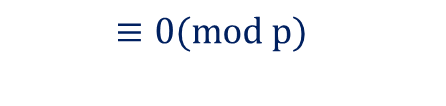 ≡ 0(mod p)